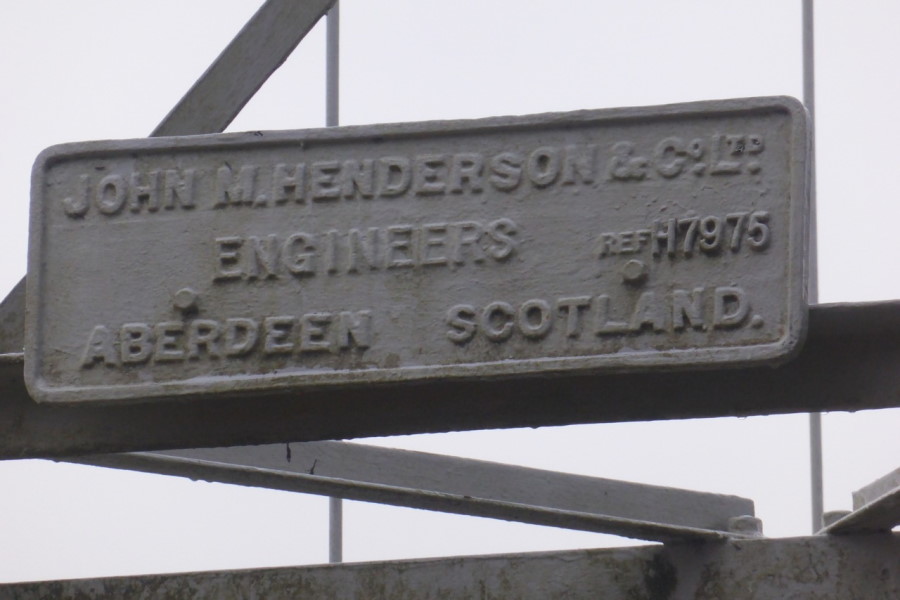 JOHN M. HENDERSON & Co. LTD.
ENGINEERS REF H7975
ABERDEEN SCOTLAND.